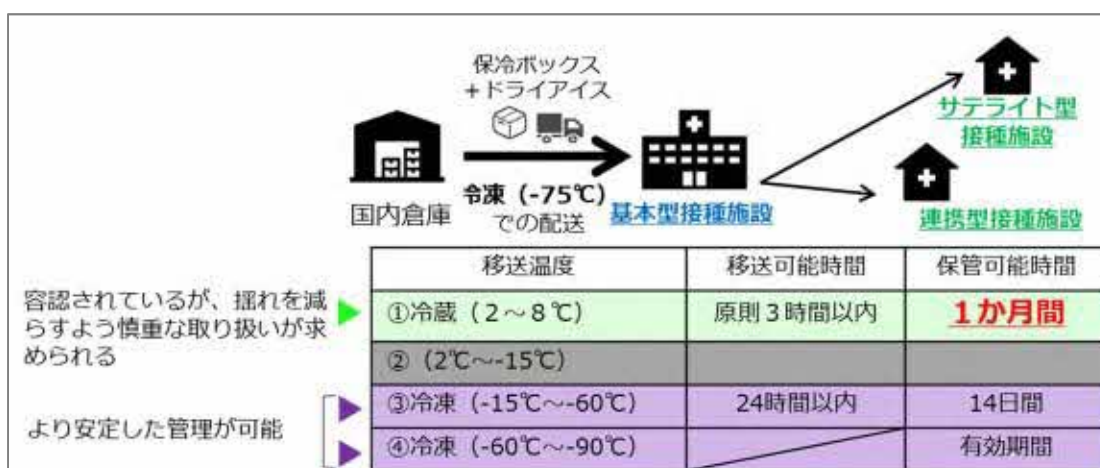 保冷ボックス
＋ドライアイス
冷凍（-75℃）
での配送
国内倉庫
基本型接種施設
サテライト型
接種施設
連携型接種施設
移送温度 移送可能時間 保管可能時間
容認されているが、揺れを減
らすよう慎重な取り扱いが求
められる
①冷蔵（２～８℃） 原則３時間以内 １か月間
②（2℃～-15℃）
より安定した管理が可能
③冷凍（-15℃～-60℃） 24時間以内 14日間
④冷凍（-60℃～-90℃） 有効期間